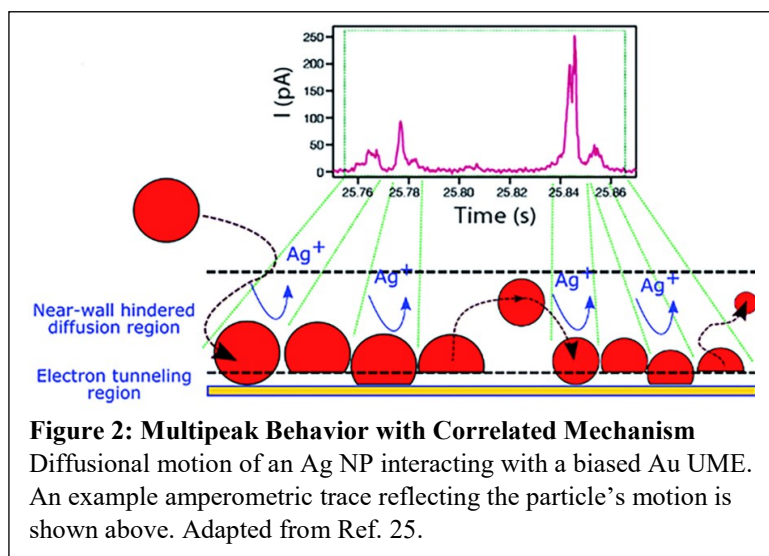 250
200
150
100
50
0
I (pA)
25.76 25.78 25.80 25.82 25.84 25.86
Time (s)
Ag+
Ag+
Ag+
Ag+
Near-wall hindered
diffusion region
Electron tunneling
region
Figure 2: Multipeak Behavior with Correlated Mechanism
Diffusional motion of an Ag NP interacting with a biased Au UME.
An example amperometric trace reflecting the particle's motion is
shown above. Adapted from Ref. 25.